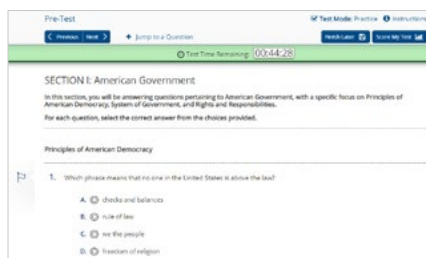 Pre-Test
Test Mode: Practice Instructions
Previous Next Jump to a Question Finish Later Score My Test
Test Time Remaining: 00:44:28
SECTION I: American Government
In this section, you will be answering questions pertaining to American Government, with a specific focus on Principles of
American Democracy, System of Government, and Rights and Responsibilities.
For each question, select the correct answer from the choices provided.
Principles of American Democracy
1. Which phrase means that no one in the United States is above the law?
A. checks and balances
B. rule of law
C. we the people
D. freedom of religion